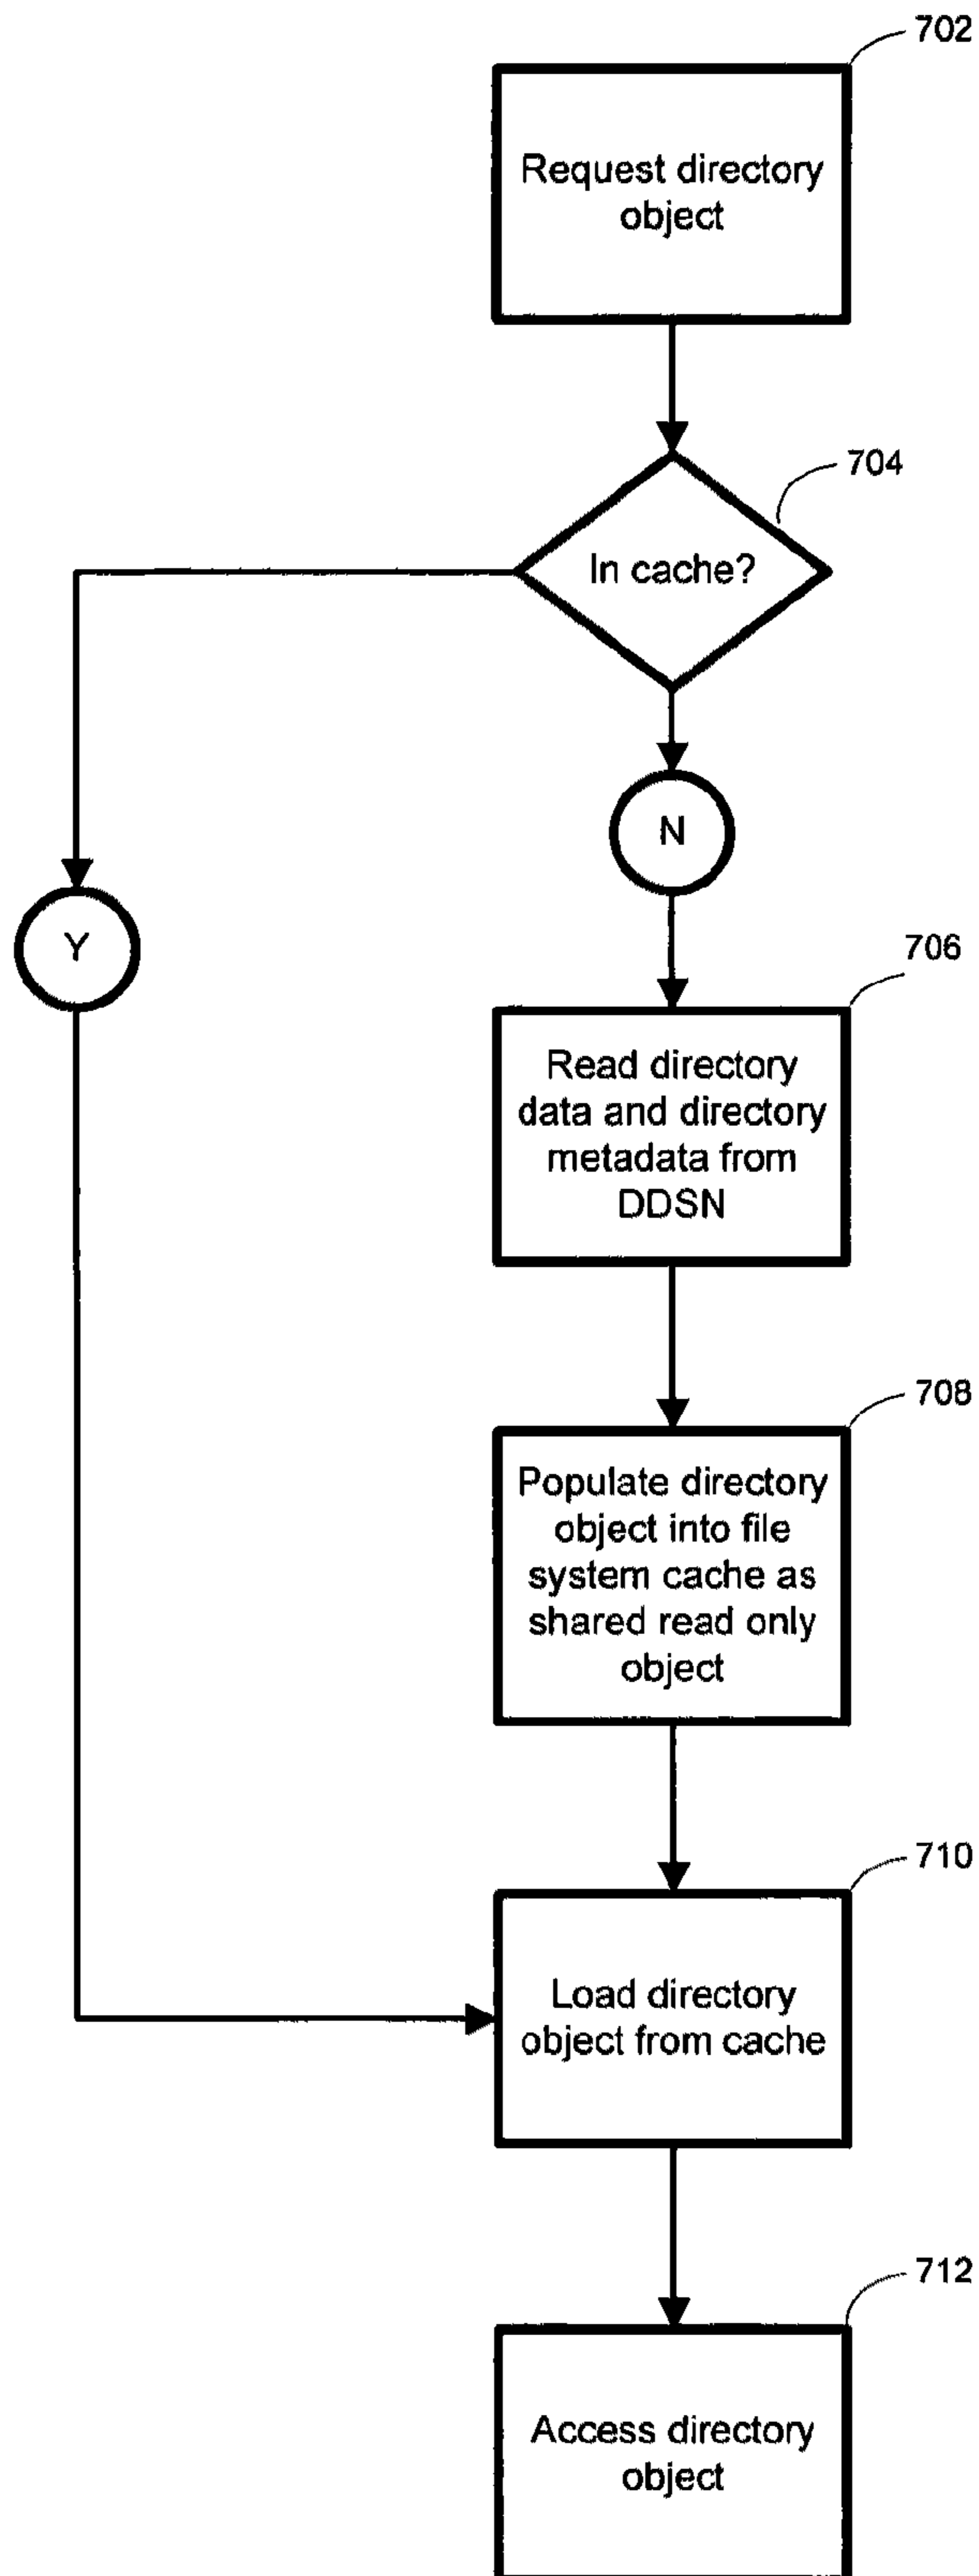 702
Request directory
object
704
In cache?
N
Y
706
Read directory
data and directory
metadata from
DDSN
708
Populate directory
object into file
system cache as
shared read only
object
710
Load directory
object from cache
712
Access directory
object